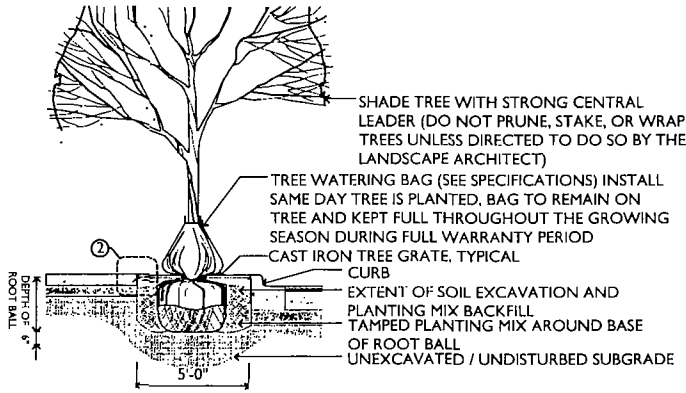 SHADE TREE WITH STRONG CENTRAL
LEADER (DO NOT PRUNE, STAKE, OR WRAP
TREES UNLESS DIRECTED TO DO SO BY THE
LANDSCAPE ARCHITECT)
TREE WATERING BAG (SEE SPECIFICATIONS) INSTALL
SAME DAY TREE IS PLANTED, BAG TO REMAIN ON
TREE AND KEPT FULL THROUGHOUT THE GROWING
SEASON DURING FULL WARRANTY PERIOD
2
CAST IRON TREE GRATE, TYPICAL
CURB
EXTENT OF SOIL EXCAVATION AND
PLANTING MIX BACKFILL
TAMPED PLANTING MIX AROUND BASE
OF ROOT BALL
UNEXCAVATED / UNDISTURBED SUBGRADE
DEPTH OF
ROOT BALL
6"
5'-0"